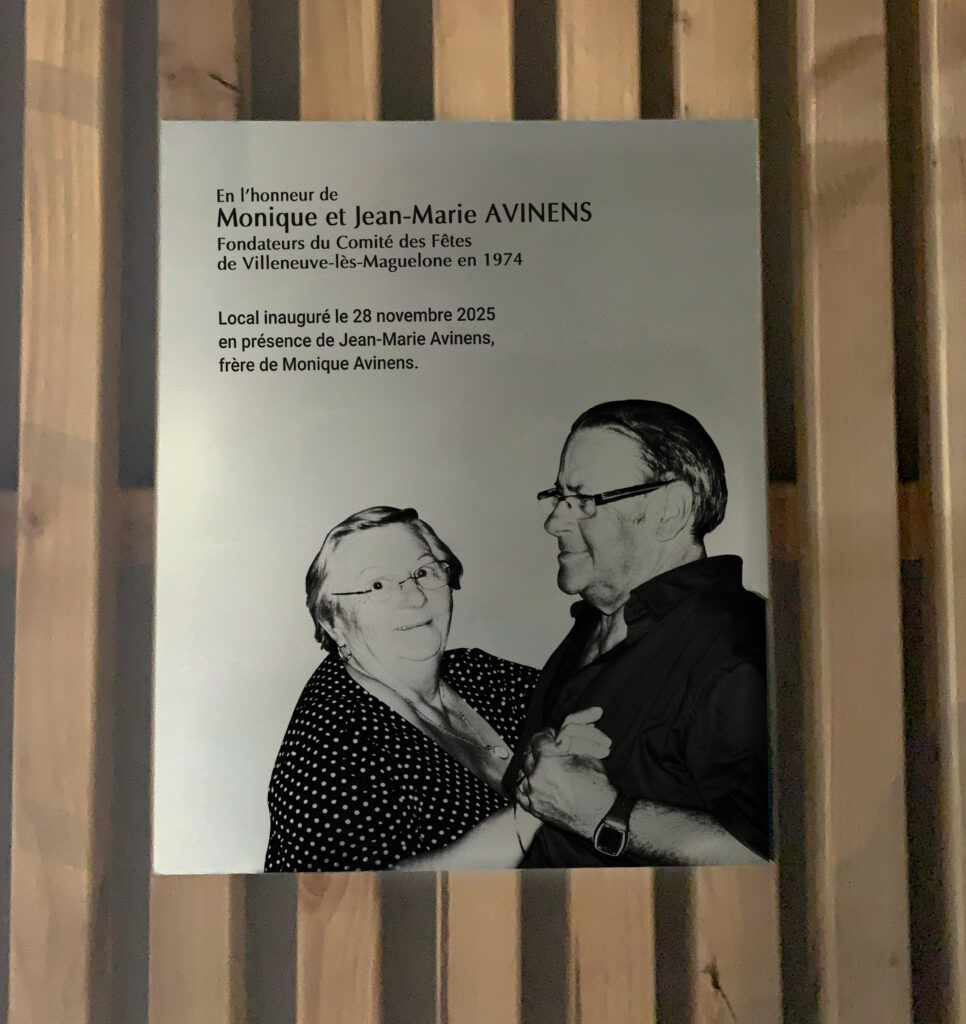 En l'honneur de
Monique et Jean-Marie AVINENS
Fondateurs du Comité des Fêtes
de Villeneuve-lès-Maguelone en 1974
Local inauguré le 28 novembre 2025
en présence de Jean-Marie Avinens,
frère de Monique Avinens.